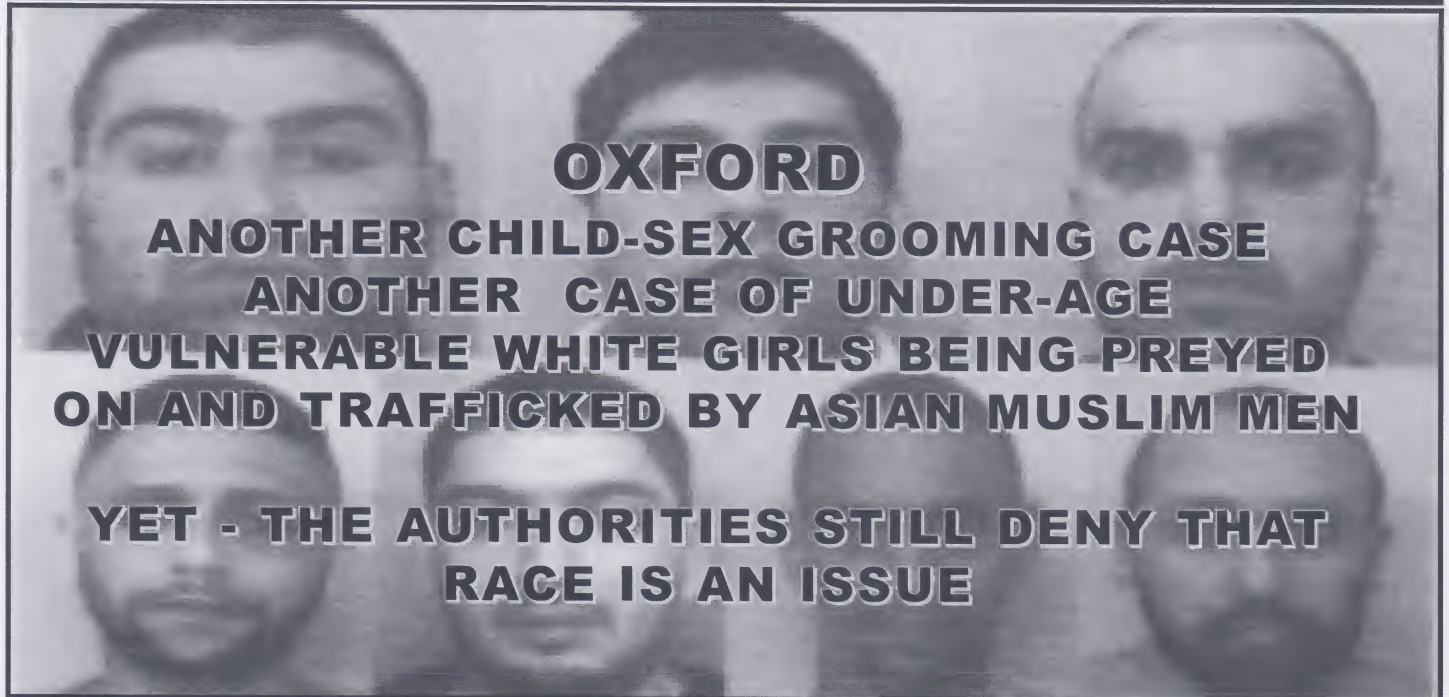 OXFORD
ANOTHER CHILD-SEX GROOMING CASE
ANOTHER CASE OF UNDER-AGE
VULNERABLE WHITE GIRLS BEING PREYED
ON AND TRAFFICKED BY ASIAN MUSLIM MEN
YET - THE AUTHORITIES STILL DENY THAT
RACE IS AN ISSUE